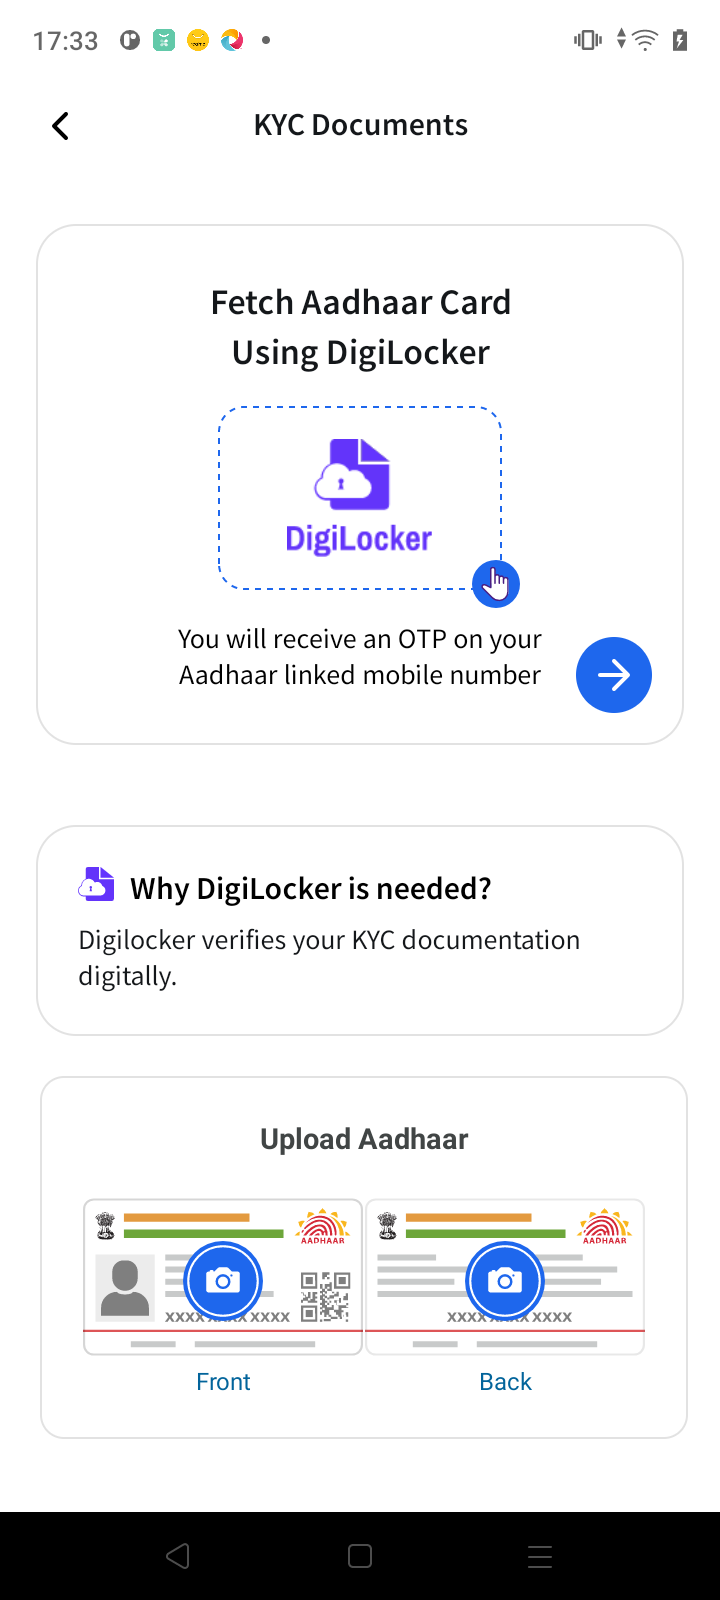 17:33
KYC Documents
Fetch Aadhaar Card
Using DigiLocker
DigiLocker
You will receive an OTP on your
Aadhaar linked mobile number
Why DigiLocker is needed?
Digilocker verifies your KYC documentation
digitally.
Upload Aadhaar
AADHAAR
AADHAAR
XXXX XXXX XXXX
XXXX XXXX XXXX
Front
Back